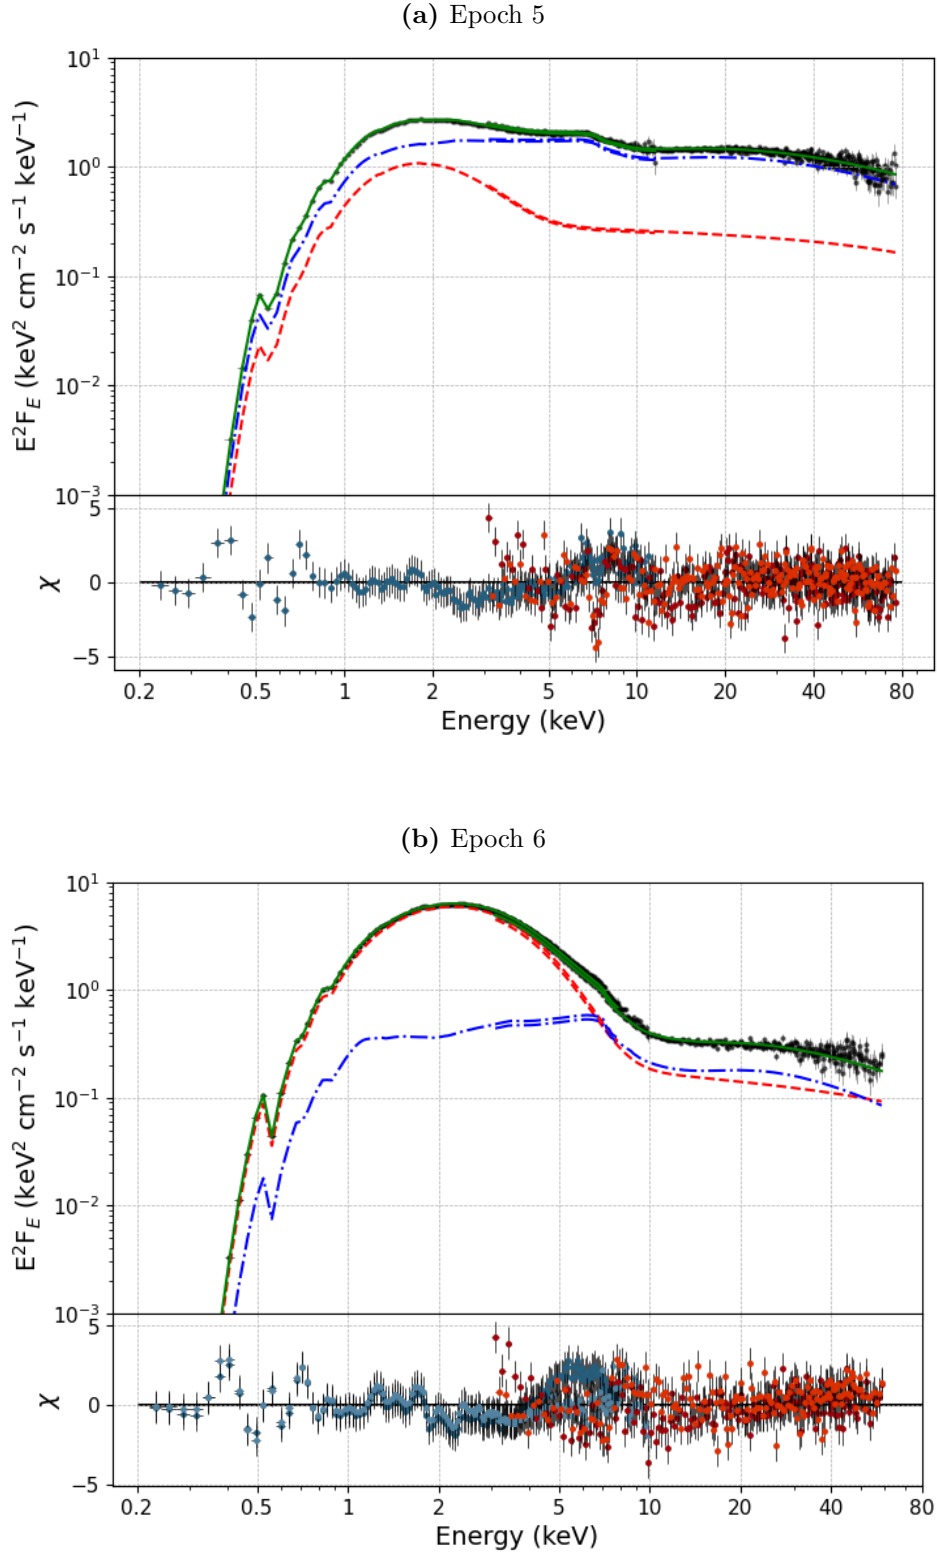 (a) Epoch 5
10¹
10⁰
10⁻¹
10⁻²
10⁻³
E²F_E (keV² cm⁻² s⁻¹ keV⁻¹)
5
0
−5
χ
0.2 0.5 1 2 5 10 20 40 80
Energy (keV)
(b) Epoch 6
10¹
10⁰
10⁻¹
10⁻²
10⁻³
E²F_E (keV² cm⁻² s⁻¹ keV⁻¹)
5
0
−5
χ
0.2 0.5 1 2 5 10 20 40 80
Energy (keV)